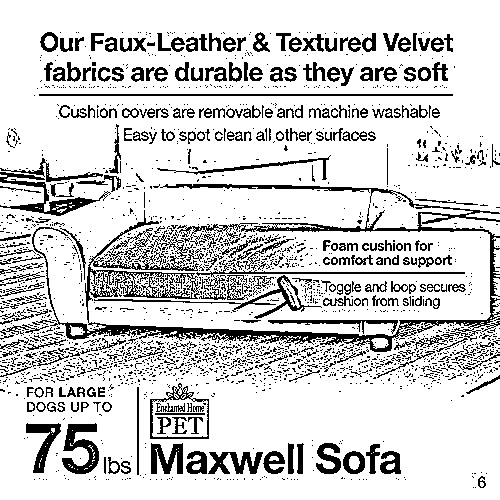 Our Faux-Leather & Textured Velvet
fabrics are durable as they are soft
Cushion covers are removable and machine washable
Easy to spot clean all other surfaces
Foam cushion for
comfort and support
Toggle and loop secures
cushion from sliding
FOR LARGE
DOGS UP TO
75 lbs
Enchanted Home
PET
Maxwell Sofa
6